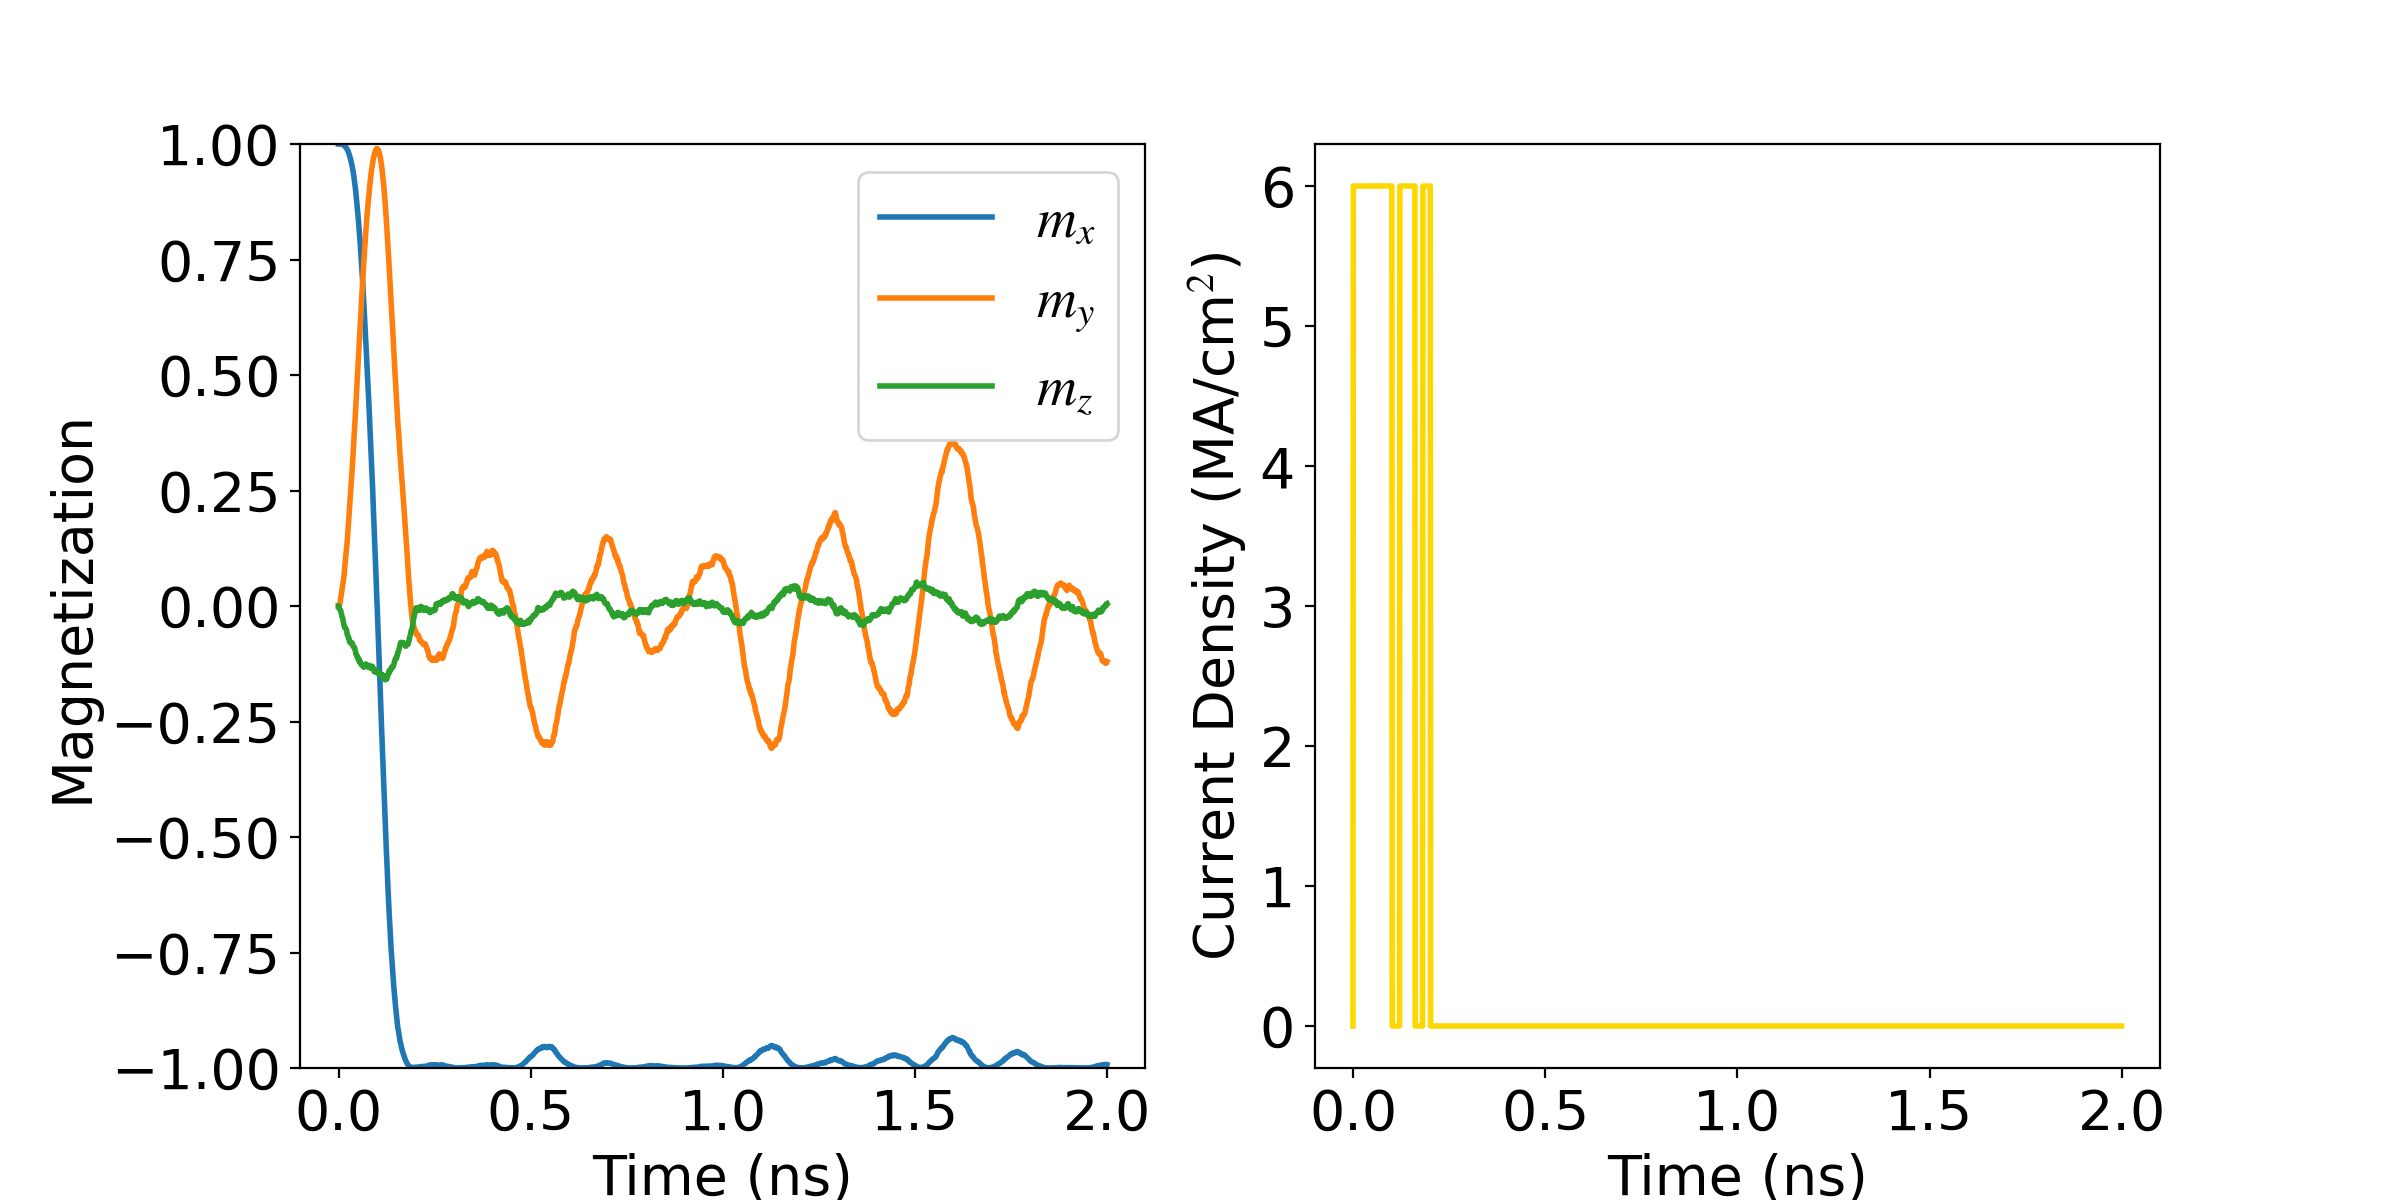 1.00
0.75
0.50
0.25
0.00
−0.25
−0.50
−0.75
−1.00
0.0 0.5 1.0 1.5 2.0
Time (ns)
Magnetization
m_x
m_y
m_z
6
5
4
3
2
1
0
0.0 0.5 1.0 1.5 2.0
Time (ns)
Current Density (MA/cm²)